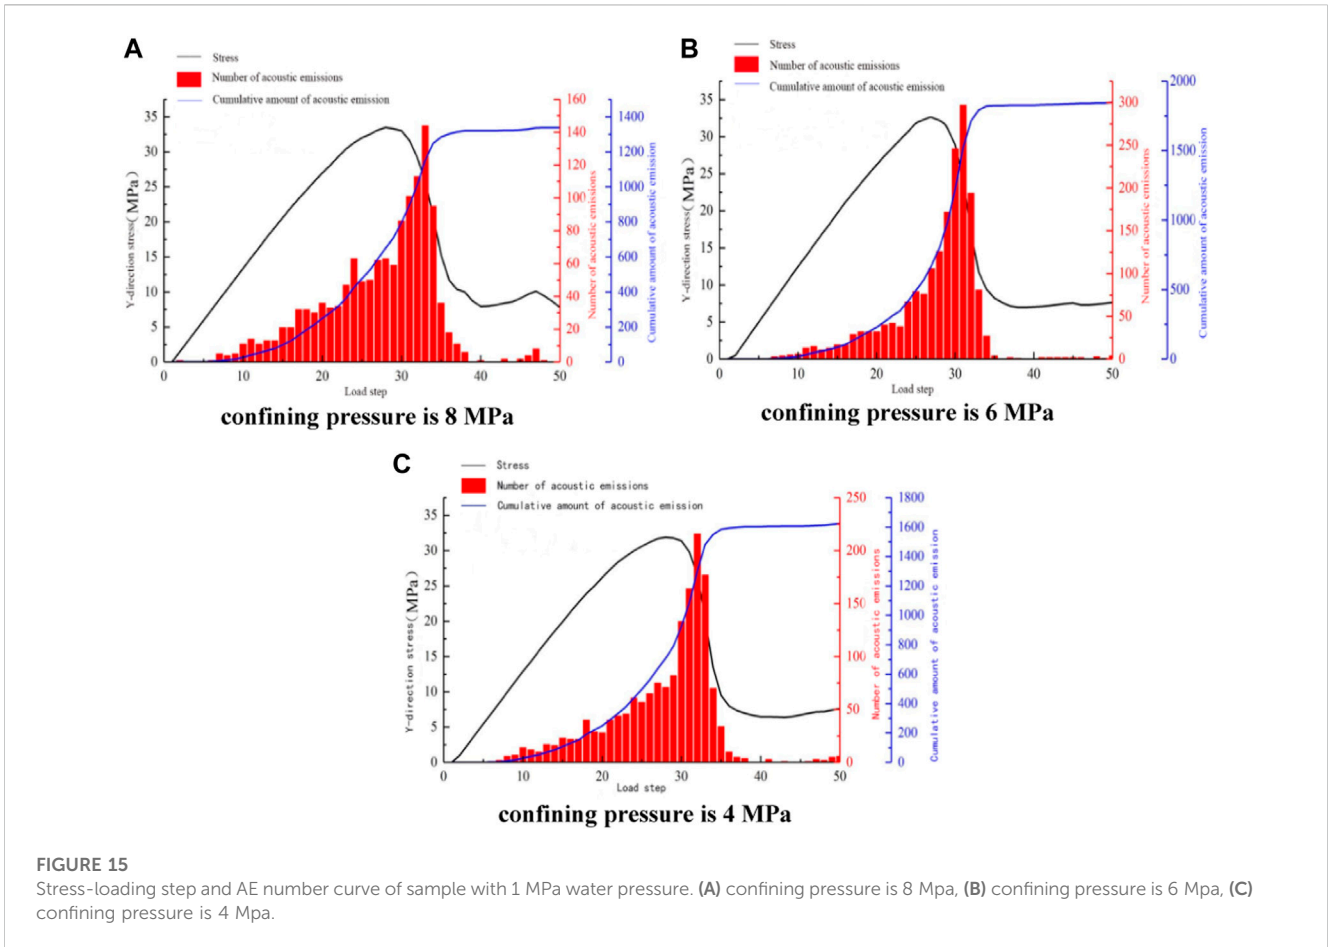 A
Stress
Number of acoustic emissions
Cumulative amount of acoustic emission
35
30
25
20
15
10
5
0
Y-direction stress(MPa)
0
10
20
30
40
50
Load step
160
140
120
100
80
60
40
20
0
Number of acoustic emissions
1400
1200
1000
800
600
400
200
0
Cumulative amount of acoustic emission
confining pressure is 8 MPa
B
Stress
Number of acoustic emissions
Cumulative amount of acoustic emission
35
30
25
20
15
10
5
0
Y-direction stress(MPa)
0
10
20
30
40
50
Load step
300
250
200
150
100
50
0
Number of acoustic emissions
2000
1500
1000
500
0
Cumulative amount of acoustic emission
confining pressure is 6 MPa
C
Stress
Number of acoustic emissions
Cumulative amount of acoustic emission
35
30
25
20
15
10
5
0
Y-direction stress(MPa)
10
20
30
40
50
Load step
250
200
150
100
50
0
Number of acoustic emissions
1800
1600
1400
1200
1000
800
600
400
200
0
Cumulative amount of acoustic emission
confining pressure is 4 MPa
FIGURE 15
Stress-loading step and AE number curve of sample with 1 MPa water pressure. (A) confining pressure is 8 Mpa, (B) confining pressure is 6 Mpa, (C)
confining pressure is 4 Mpa.